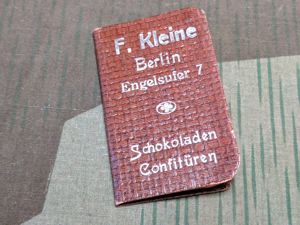 F. Kleine
Berlin
Engelsufer 7
Schokoladen
Confitüren